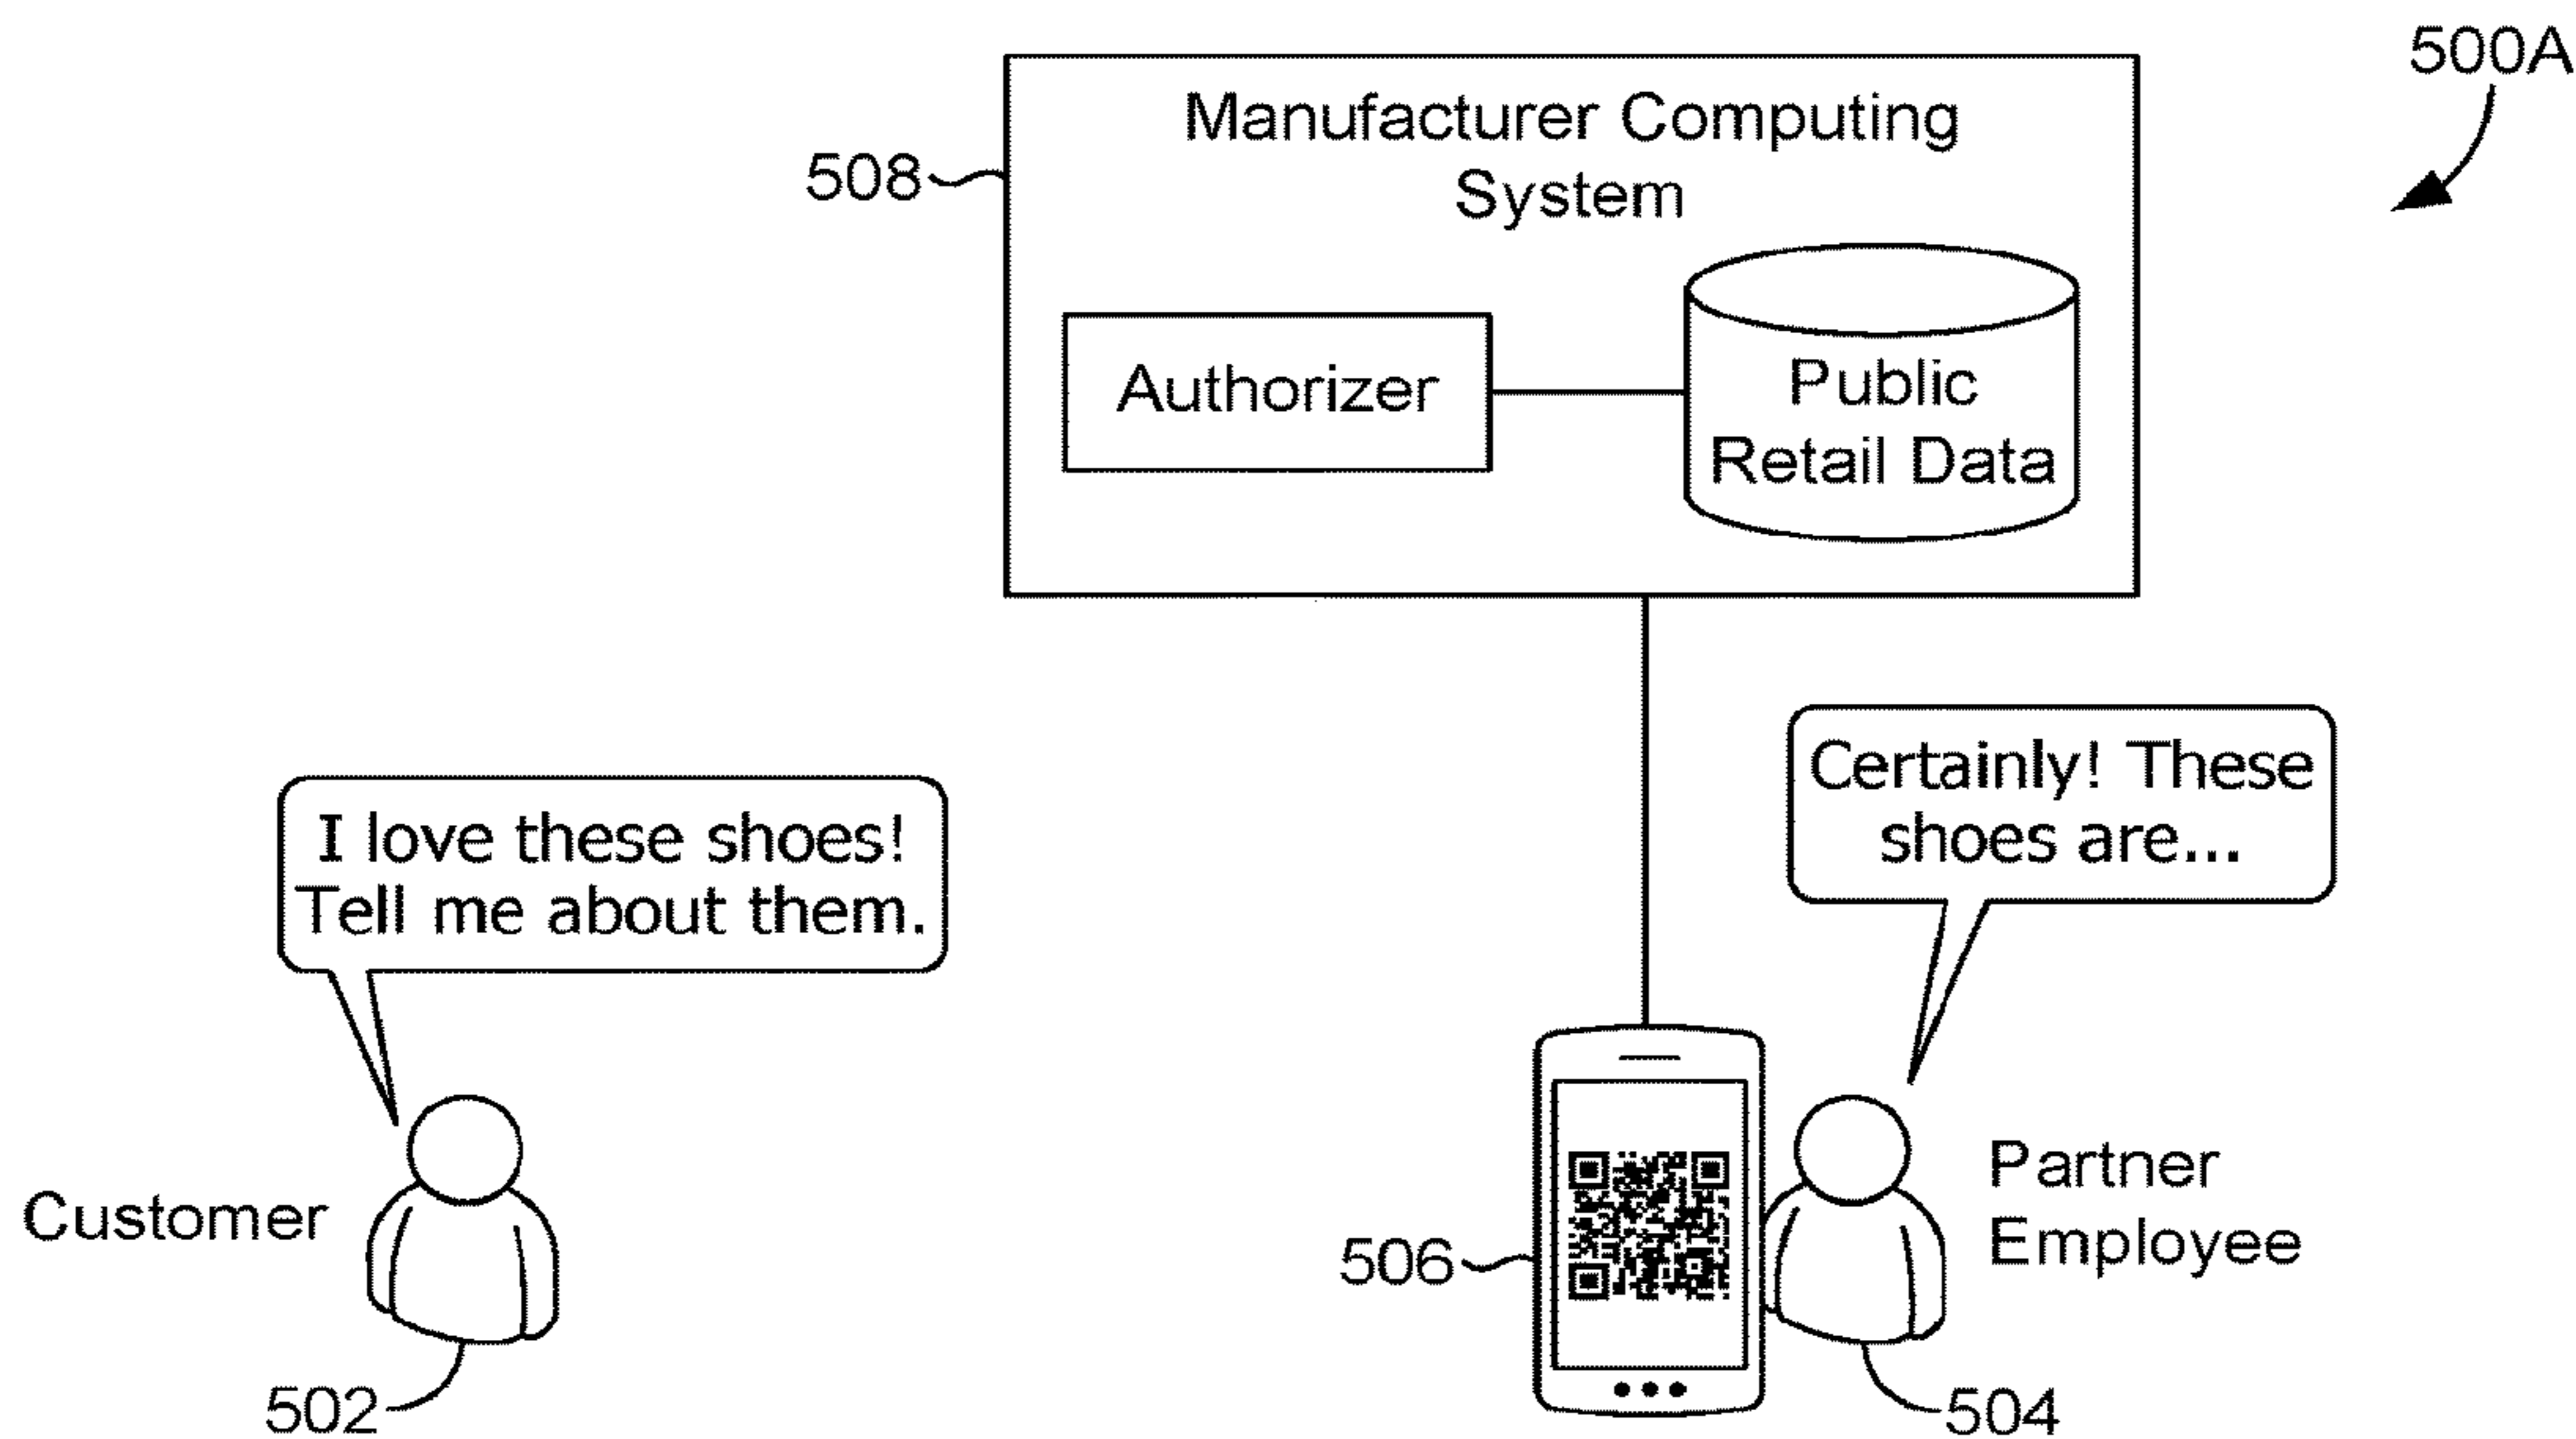 500A
Manufacturer Computing
System
508
Authorizer
Public
Retail Data
Certainly! These
shoes are...
I love these shoes!
Tell me about them.
Customer
Partner
Employee
506
502
504